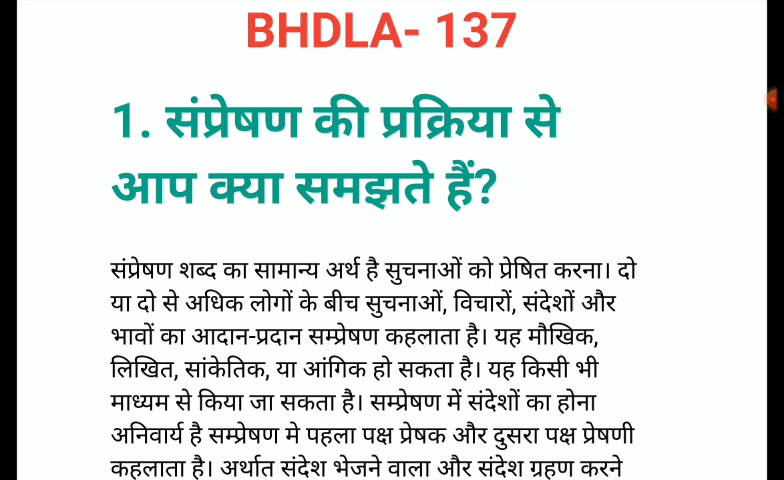 BHDLA- 137
1. संप्रेषण की प्रक्रिया से
आप क्या समझते हैं?
संप्रेषण शब्द का सामान्य अर्थ है सुचनाओं को प्रेषित करना। दो
या दो से अधिक लोगों के बीच सुचनाओं, विचारों, संदेशों और
भावों का आदान-प्रदान सम्प्रेषण कहलाता है। यह मौखिक,
लिखित, सांकेतिक, या आंगिक हो सकता है। यह किसी भी
माध्यम से किया जा सकता है। सम्प्रेषण में संदेशों का होना
अनिवार्य है सम्प्रेषण मे पहला पक्ष प्रेषक और दुसरा पक्ष प्रेषणी
कहलाता है। अर्थात संदेश भेजने वाला और संदेश ग्रहण करने